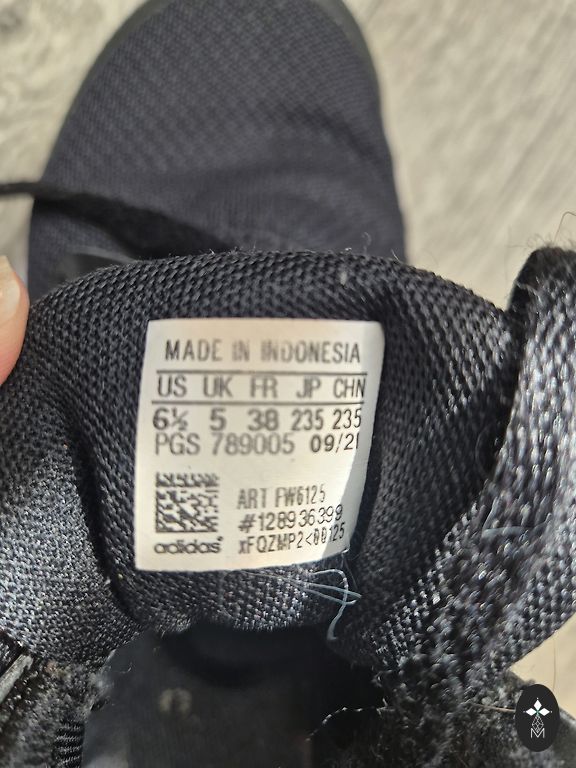 MADE IN INDONESIA
US UK FR JP CHN
6½ 5 38 235 235
PGS 789005 09/2
ART FW6125
#128936399
xFQZMP2<00125
adidas
M